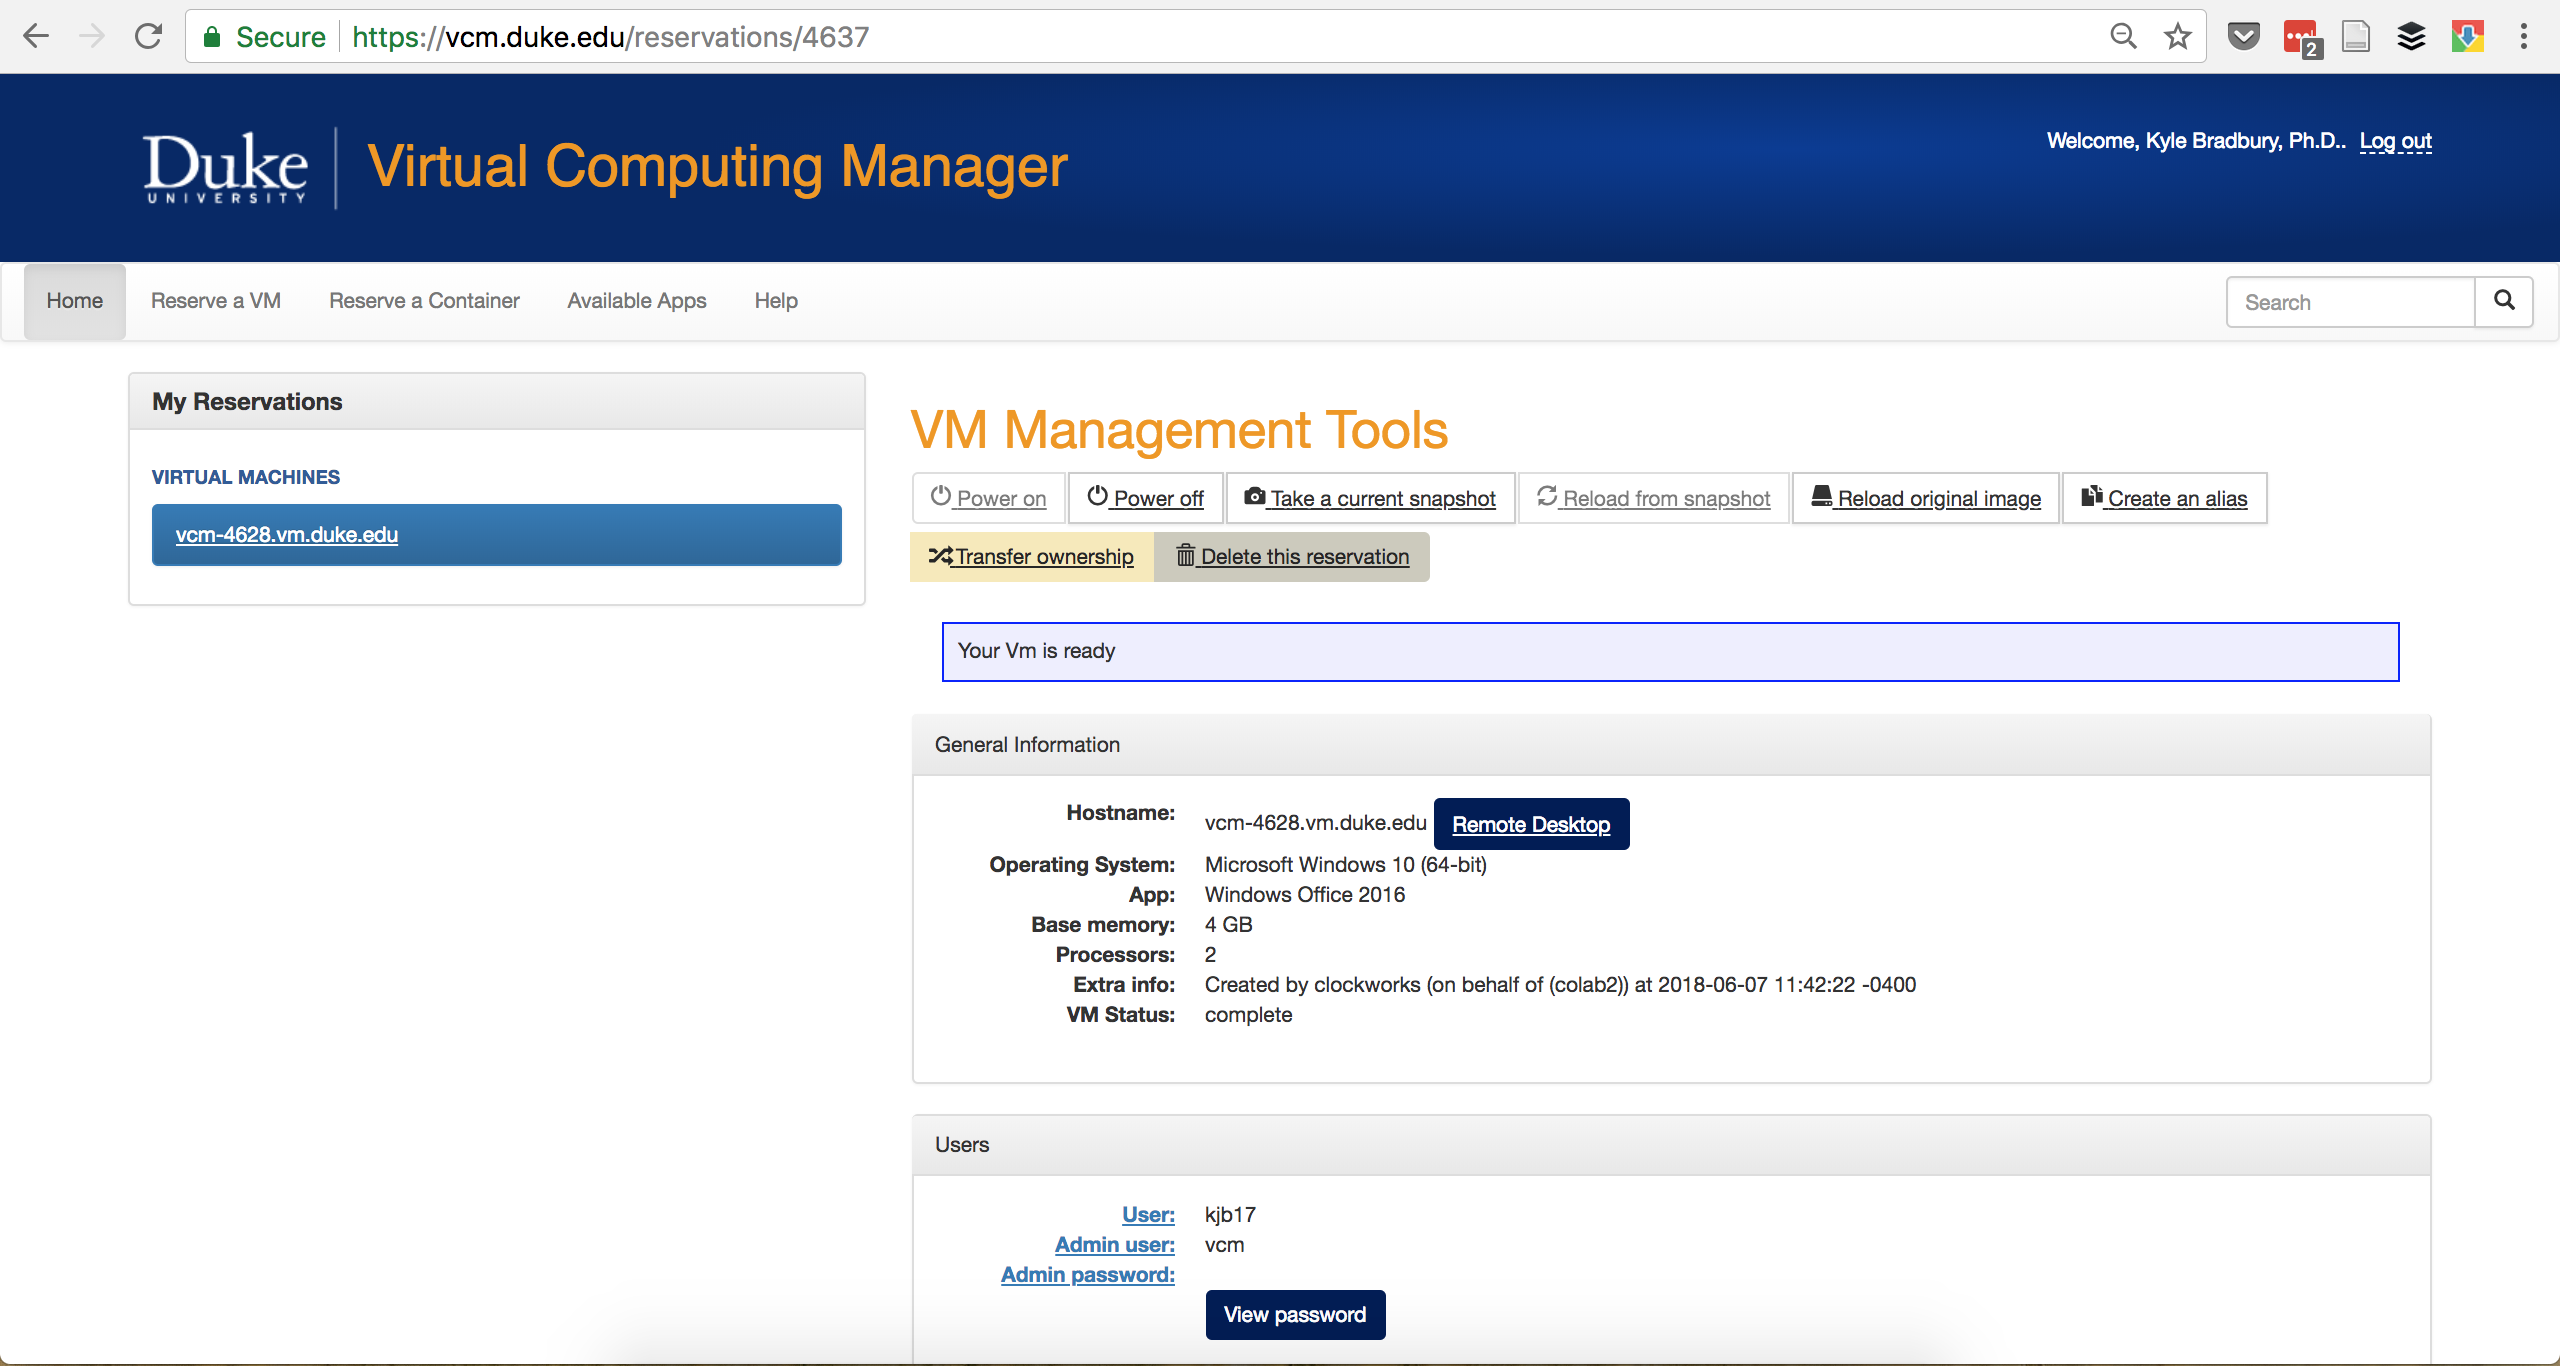 Secure https://vcm.duke.edu/reservations/4637
2
Duke
UNIVERSITY
Virtual Computing Manager
Welcome, Kyle Bradbury, Ph.D.. Log out
Home Reserve a VM Reserve a Container Available Apps Help Search
My Reservations
VIRTUAL MACHINES
vcm-4628.vm.duke.edu
VM Management Tools
Power on Power off Take a current snapshot Reload from snapshot Reload original image Create an alias
Transfer ownership Delete this reservation
Your Vm is ready
General Information
Hostname: vcm-4628.vm.duke.edu Remote Desktop
Operating System: Microsoft Windows 10 (64-bit)
App: Windows Office 2016
Base memory: 4 GB
Processors: 2
Extra info: Created by clockworks (on behalf of (colab2)) at 2018-06-07 11:42:22 -0400
VM Status: complete
Users
User: kjb17
Admin user: vcm
Admin password:
View password